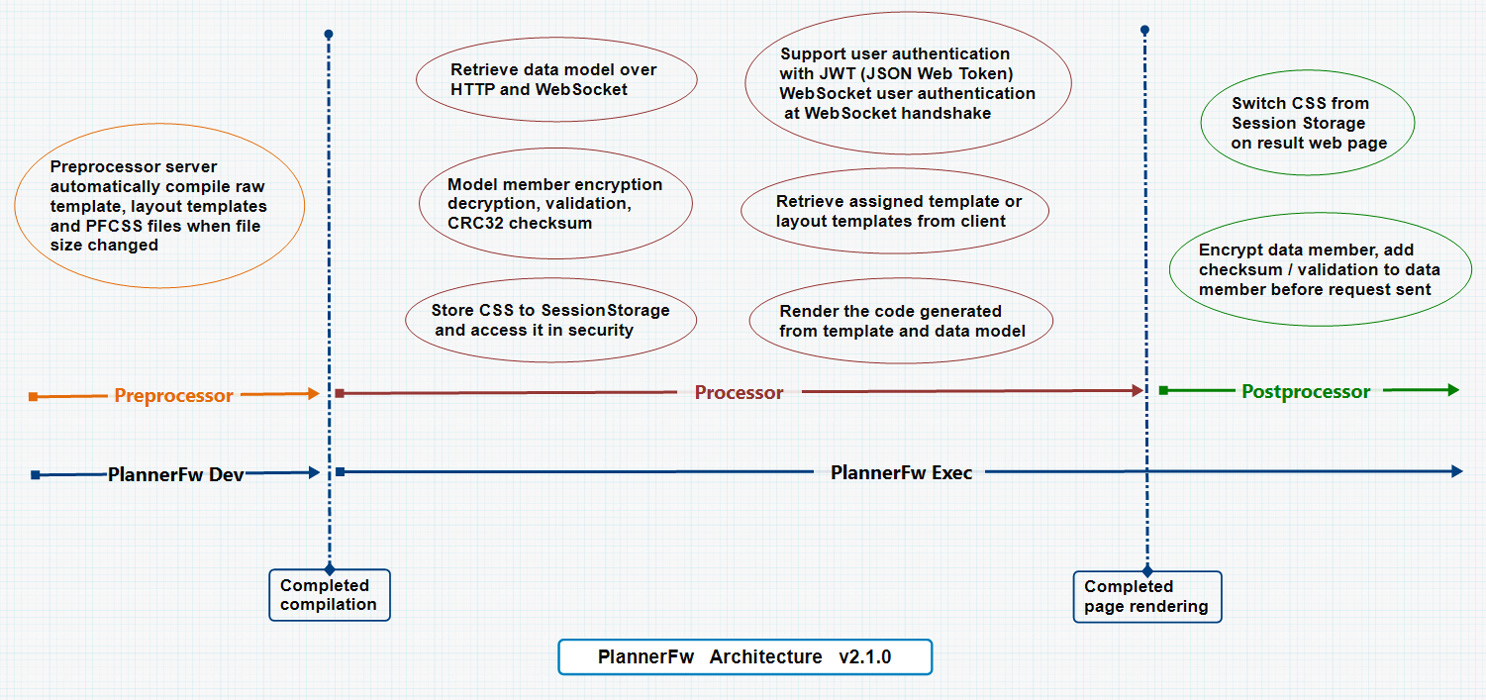 Preprocessor server
automatically compile raw
template, layout templates
and PFCSS files when file
size changed
Retrieve data model over
HTTP and WebSocket
Model member encryption
decryption, validation,
CRC32 checksum
Store CSS to SessionStorage
and access it in security
Support user authentication
with JWT (JSON Web Token)
WebSocket user authentication
at WebSocket handshake
Retrieve assigned template or
layout templates from client
Render the code generated
from template and data model
Switch CSS from
Session Storage
on result web page
Encrypt data member, add
checksum / validation to data
member before request sent
Preprocessor
Processor
Postprocessor
PlannerFw Dev
PlannerFw Exec
Completed
compilation
Completed
page rendering
PlannerFw Architecture v2.1.0